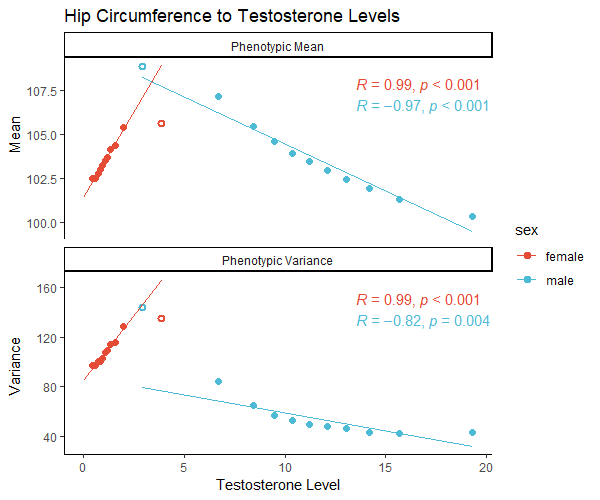 Hip Circumference to Testosterone Levels
Phenotypic Mean
R = 0.99, p < 0.001
R = −0.97, p < 0.001
107.5
105.0
102.5
100.0
Mean
Phenotypic Variance
R = 0.99, p < 0.001
R = −0.82, p = 0.004
160
120
80
40
Variance
0 5 10 15 20
Testosterone Level
sex
female
male